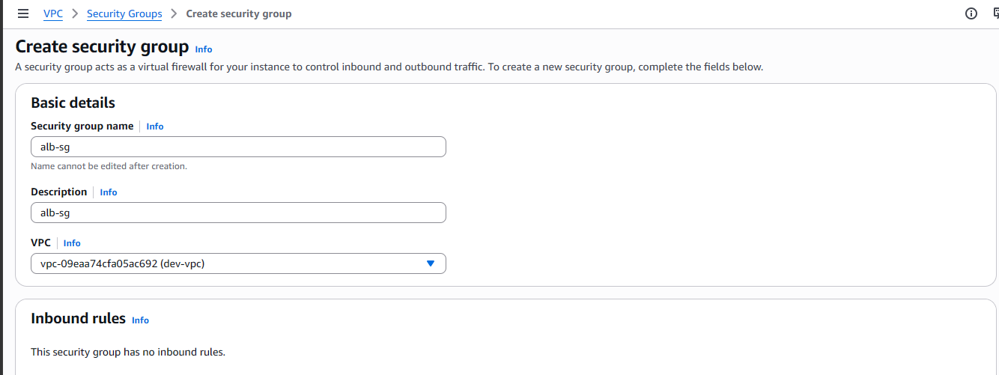 VPC > Security Groups > Create security group
Create security group Info
A security group acts as a virtual firewall for your instance to control inbound and outbound traffic. To create a new security group, complete the fields below.
Basic details
Security group name Info
alb-sg
Name cannot be edited after creation.
Description Info
alb-sg
VPC Info
vpc-09eaa74cfa05ac692 (dev-vpc)
Inbound rules Info
This security group has no inbound rules.